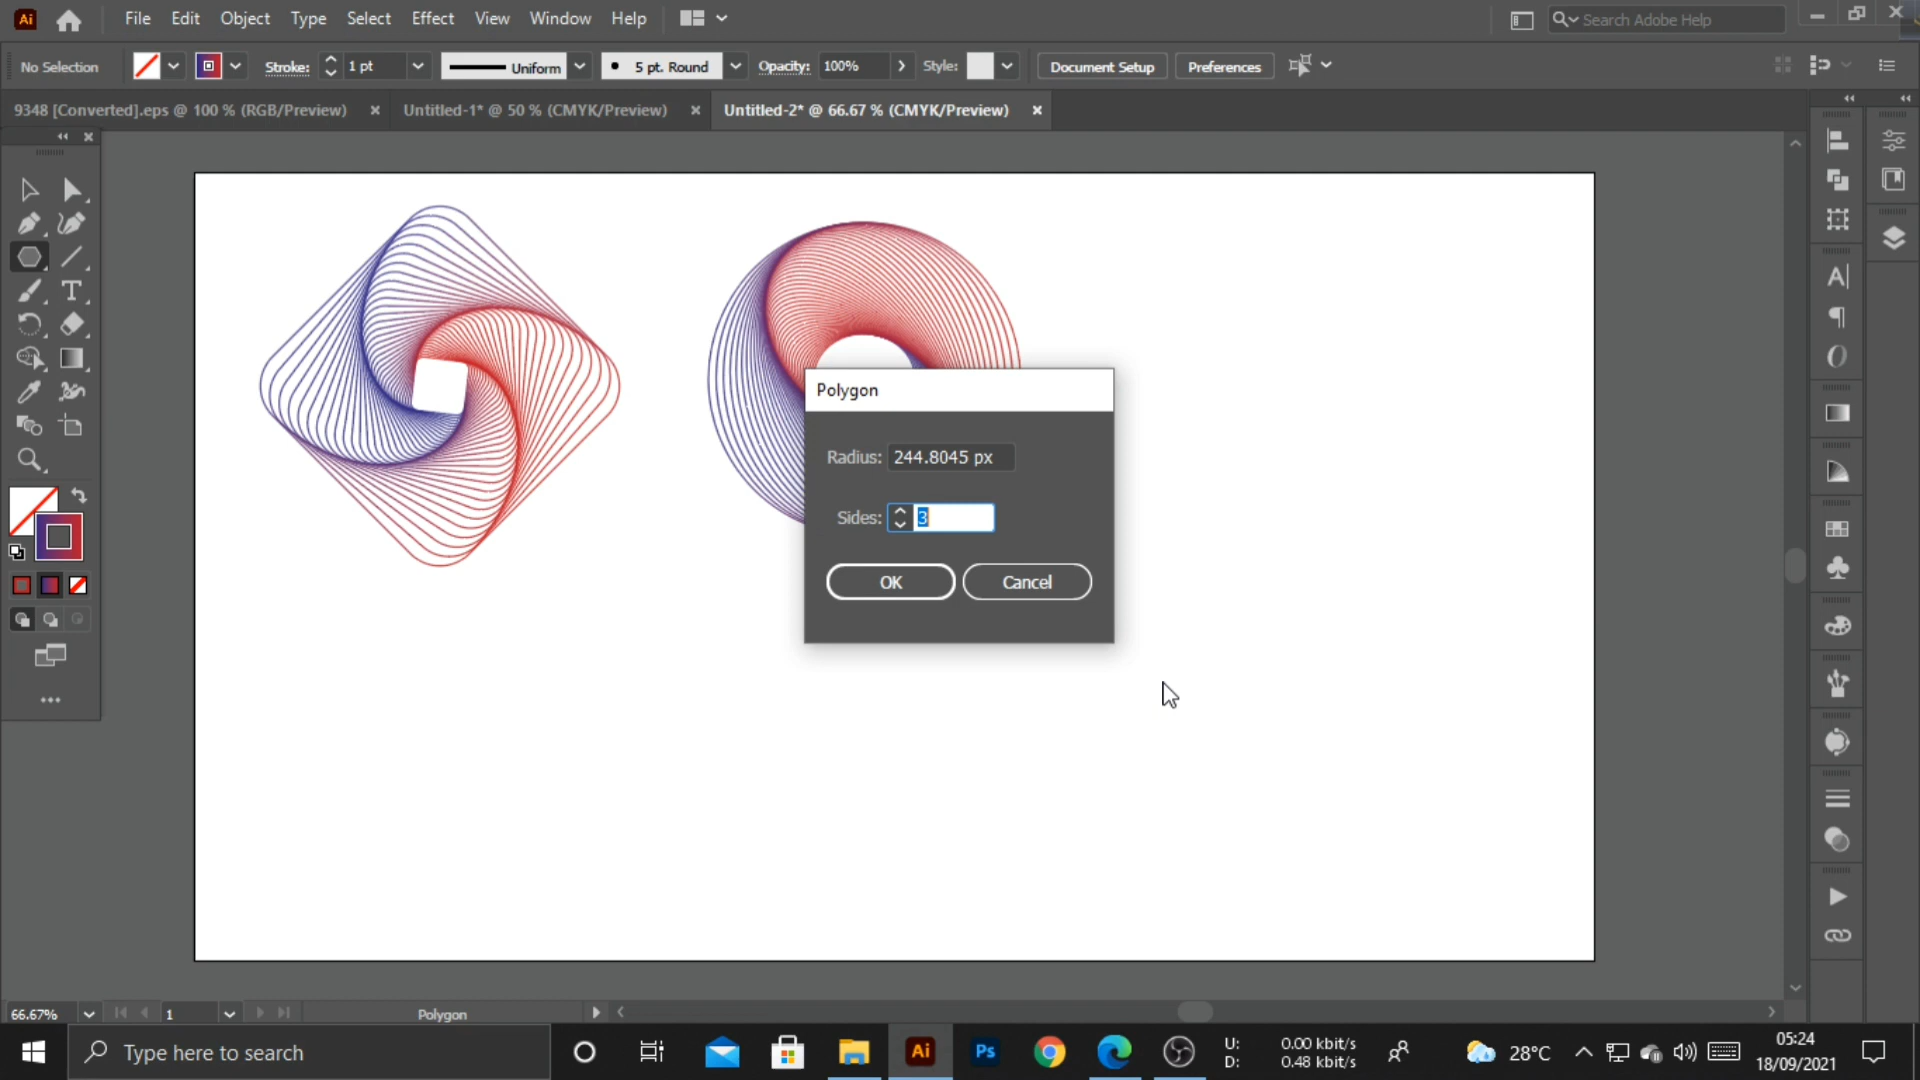 Ai File Edit Object Type Select Effect View Window Help Search Adobe Help
No Selection Stroke: 1 pt Uniform 5 pt. Round Opacity: 100% Style: Document Setup Preferences
9348 [Converted].eps @ 100 % (RGB/Preview) Untitled-1* @ 50 % (CMYK/Preview) Untitled-2* @ 66.67 % (CMYK/Preview)
Polygon
Radius: 244.8045 px
Sides: 3
OK Cancel
66.67% 1 Polygon
Type here to search Ai Ps U: 0.00 kbit/s 28°C 05:24
D: 0.48 kbit/s 18/09/2021